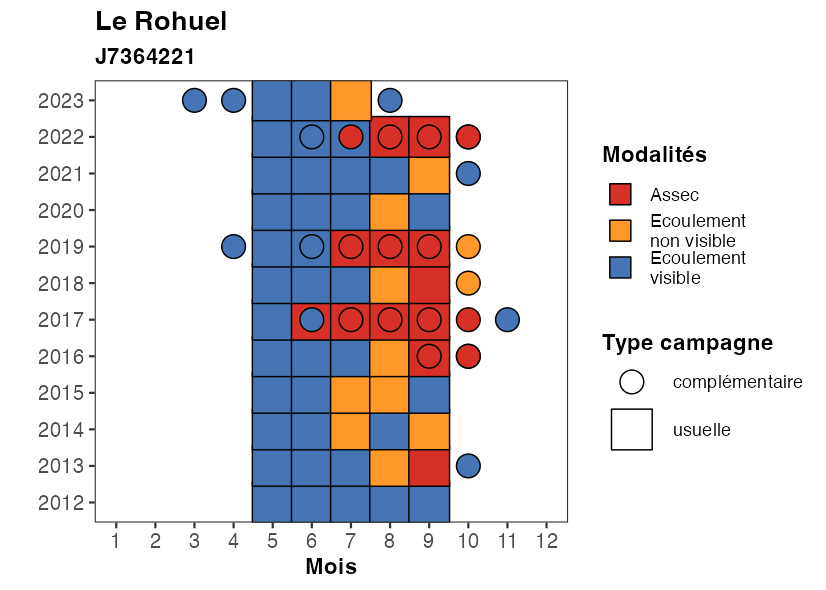 Le Rohuel
J7364221
2023
2022
2021
2020
2019
2018
2017
2016
2015
2014
2013
2012
1 2 3 4 5 6 7 8 9 10 11 12
Mois
Modalités
Assec
Ecoulement
non visible
Ecoulement
visible
Type campagne
complémentaire
usuelle